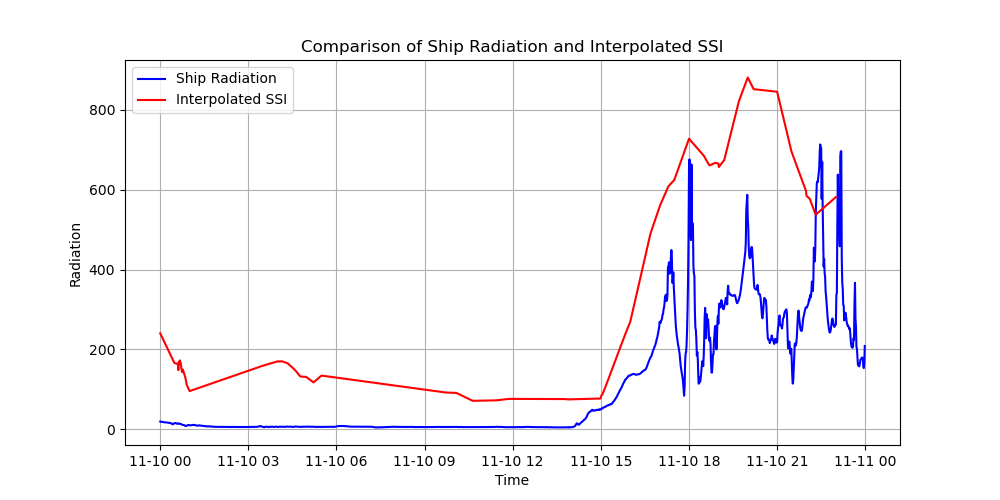 Comparison of Ship Radiation and Interpolated SSI
Ship Radiation
Interpolated SSI
800
600
400
200
0
Radiation
11-10 00 11-10 03 11-10 06 11-10 09 11-10 12 11-10 15 11-10 18 11-10 21 11-11 00
Time